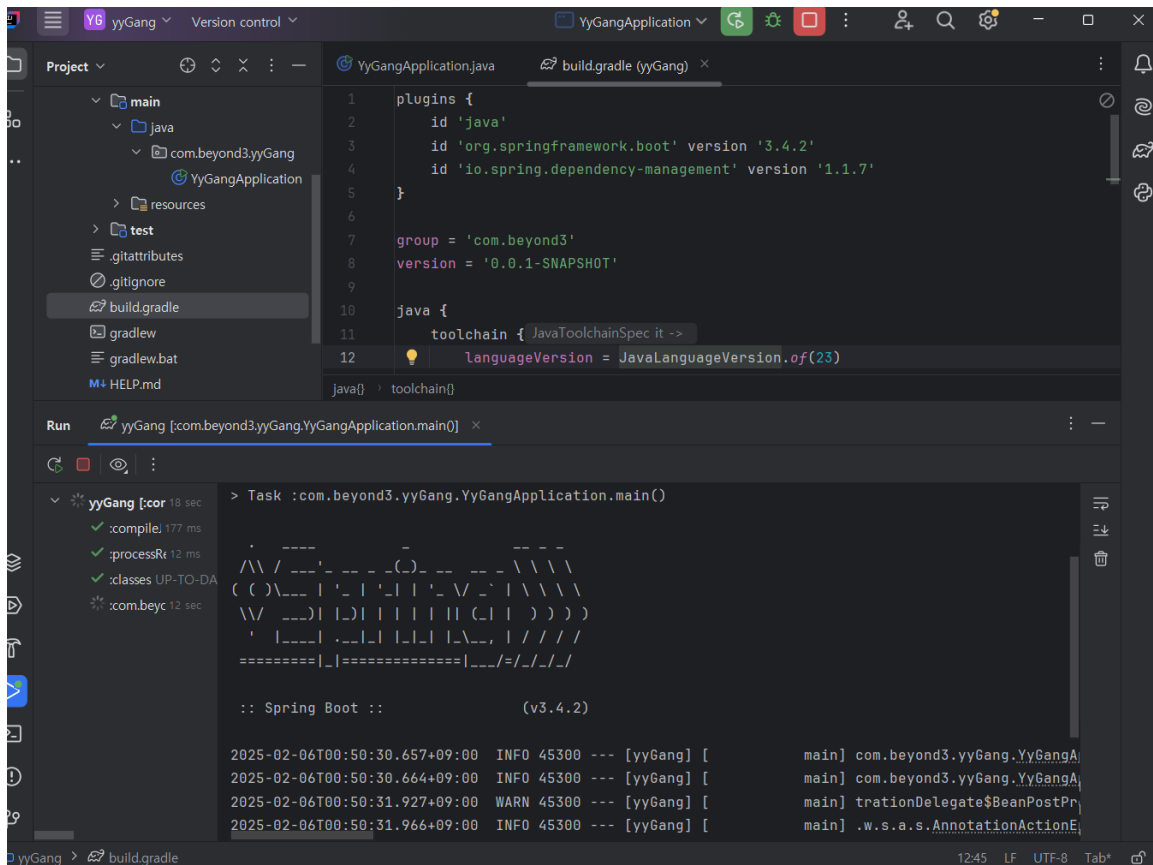 YG yyGang Version control YyGangApplication
Project
YyGangApplication.java build.gradle (yyGang)
main
java
com.beyond3.yyGang
YyGangApplication
resources
test
.gitattributes
.gitignore
build.gradle
gradlew
gradlew.bat
M↓ HELP.md
1 plugins {
2 id 'java'
3 id 'org.springframework.boot' version '3.4.2'
4 id 'io.spring.dependency-management' version '1.1.7'
5 }
6
7 group = 'com.beyond3'
8 version = '0.0.1-SNAPSHOT'
9
10 java {
11 toolchain { JavaToolchainSpec it ->
12 languageVersion = JavaLanguageVersion.of(23)
java{} › toolchain{}
Run yyGang [:com.beyond3.yyGang.YyGangApplication.main()]
yyGang [:cor 18 sec
:compile. 177 ms
:processRe 12 ms
:classes UP-TO-DA
:com.beyc 12 sec
> Task :com.beyond3.yyGang.YyGangApplication.main()
:: Spring Boot :: (v3.4.2)
2025-02-06T00:50:30.657+09:00 INFO 45300 --- [yyGang] [ main] com.beyond3.yyGang.YyGangA
2025-02-06T00:50:30.664+09:00 INFO 45300 --- [yyGang] [ main] com.beyond3.yyGang.YyGangA
2025-02-06T00:50:31.927+09:00 WARN 45300 --- [yyGang] [ main] trationDelegate$BeanPostPr
2025-02-06T00:50:31.966+09:00 INFO 45300 --- [yyGang] [ main] .w.s.a.s.AnnotationActionE
yyGang > build.gradle 12:45 LF UTF-8 Tab*